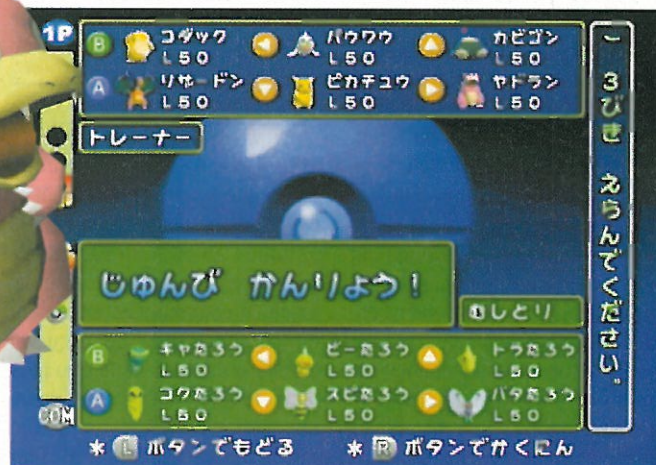 1P
B コダック L50 パウワウ L50 カビゴン L50
A リザードン L50 ピカチュウ L50 ヤドラン L50
トレーナー
3びき えらんでください。
じゅんび かんりょう！
むしとり
B キャたろう L50 ビーたろう L50 トラたろう L50
A コクたろう L50 スピたろう L50 バタたろう L50
COM
* L ボタンでもどる * R ボタンでかくにん